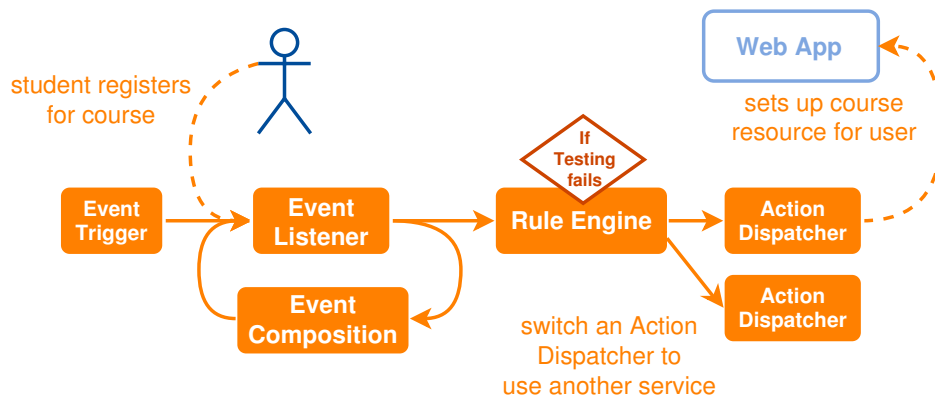 student registers
for course
Web App
sets up course
resource for user
If
Testing
fails
Event
Trigger
Event
Listener
Rule Engine
Action
Dispatcher
Event
Composition
Action
Dispatcher
switch an Action
Dispatcher to
use another service